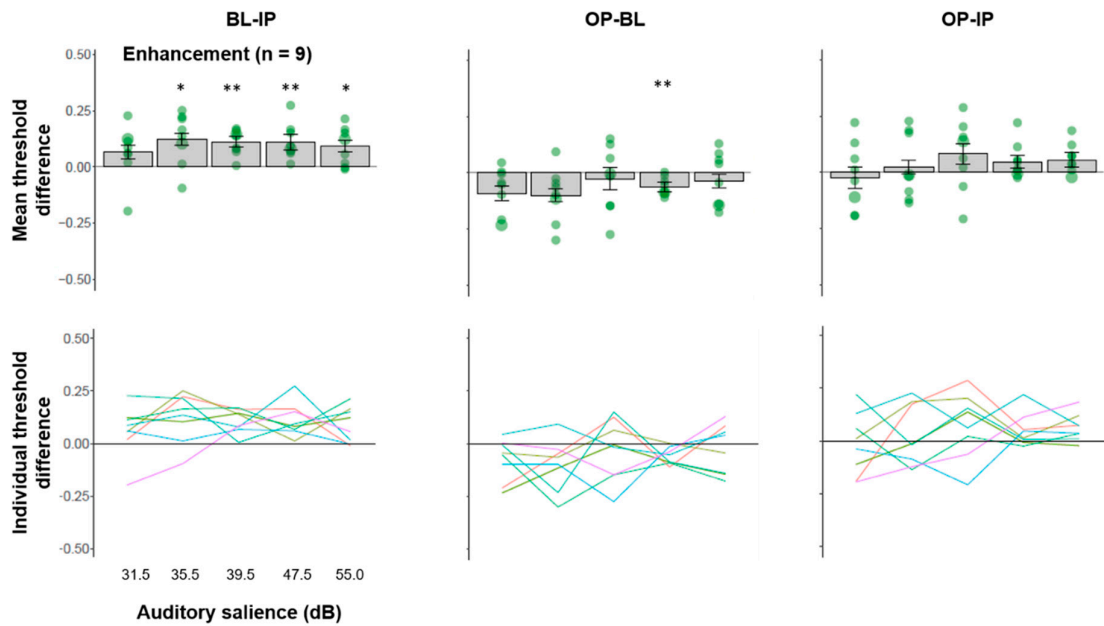 BL-IP OP-BL OP-IP
0.50
Enhancement (n = 9)
* ** ** * **
0.25
0.00
−0.25
−0.50
Mean threshold
difference
0.50
0.25
0.00
−0.25
−0.50
Individual threshold
difference
31.5 35.5 39.5 47.5 55.0
Auditory salience (dB)